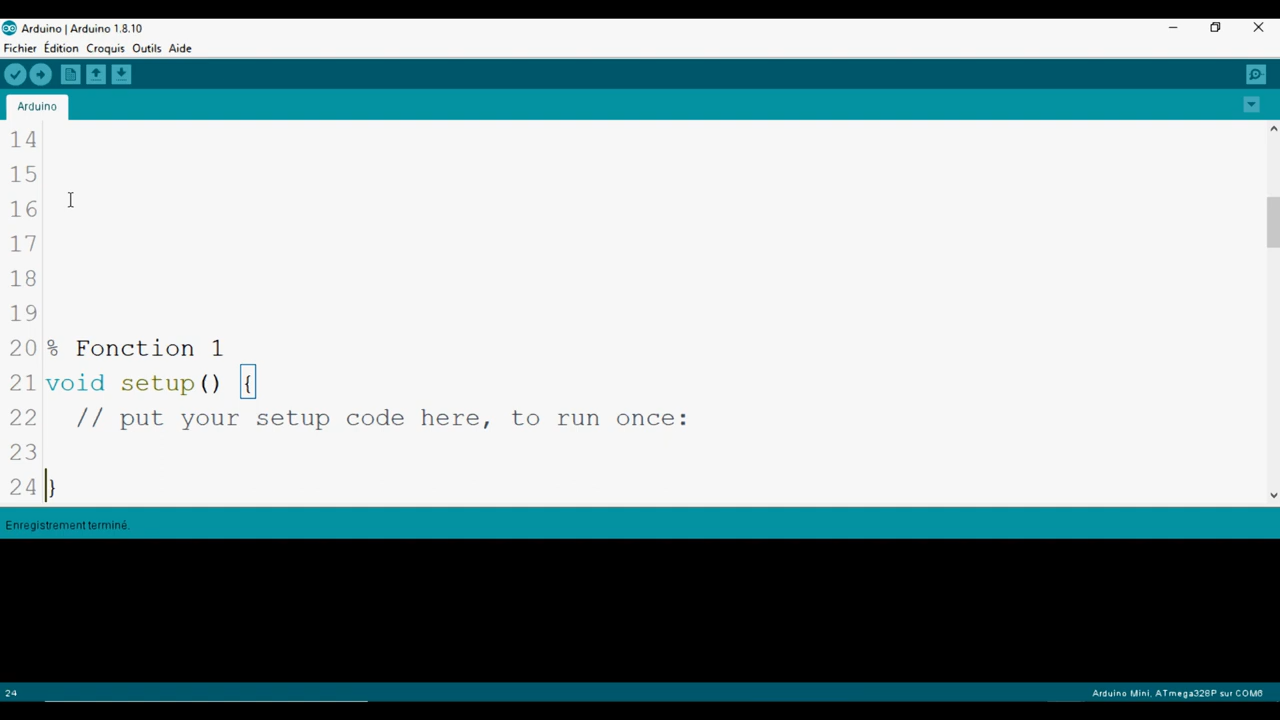 Arduino | Arduino 1.8.10
Fichier Édition Croquis Outils Aide
Arduino
14
15
16
17
18
19
20 % Fonction 1
21 void setup() {
22 // put your setup code here, to run once:
23
24 }
Enregistrement terminé.
24 Arduino Mini, ATmega328P sur COM6